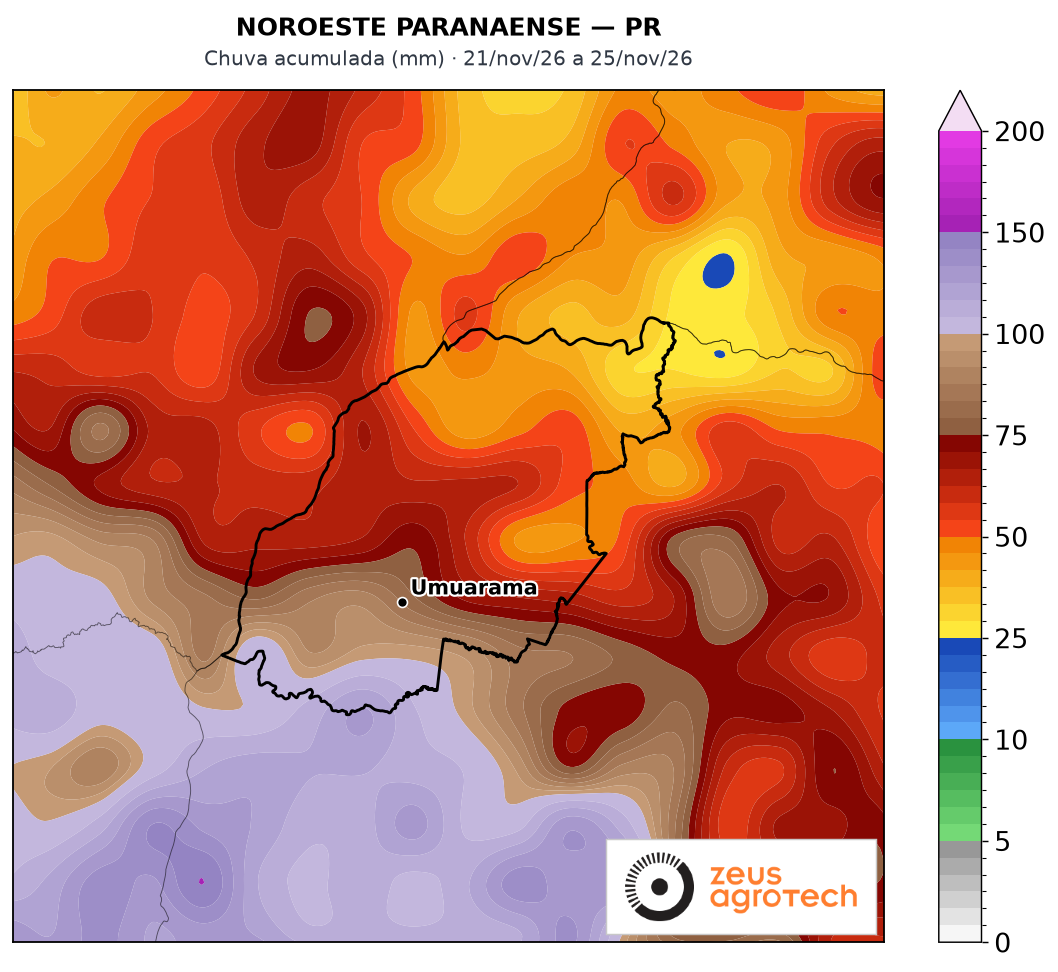 NOROESTE PARANAENSE — PR
Chuva acumulada (mm) · 21/nov/26 a 25/nov/26
200
150
100
75
50
25
10
5
0
Umuarama
zeus
agrotech